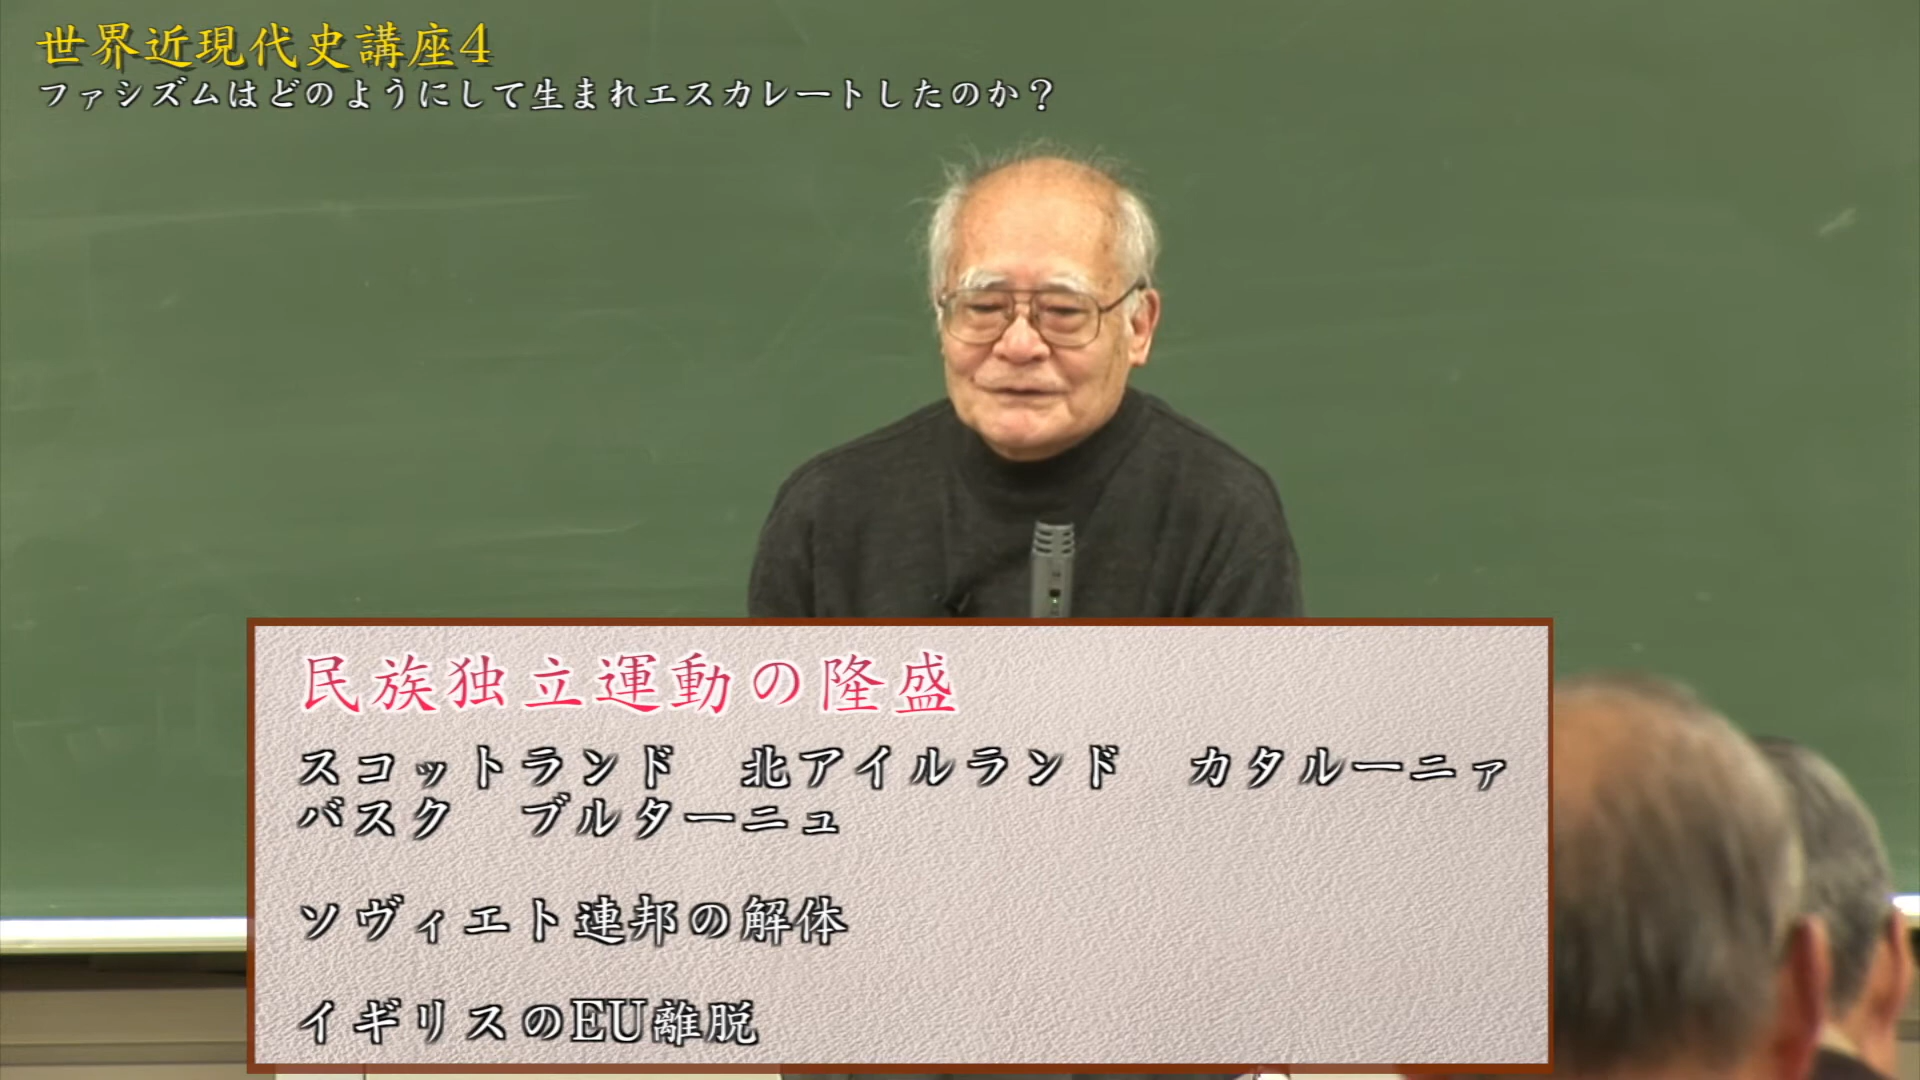 世界近現代史講座4
ファシズムはどのようにして生まれエスカレートしたのか？
民族独立運動の隆盛
スコットランド　北アイルランド　カタルーニァ
バスク　ブルターニュ
ソヴィエト連邦の解体
イギリスのEU離脱